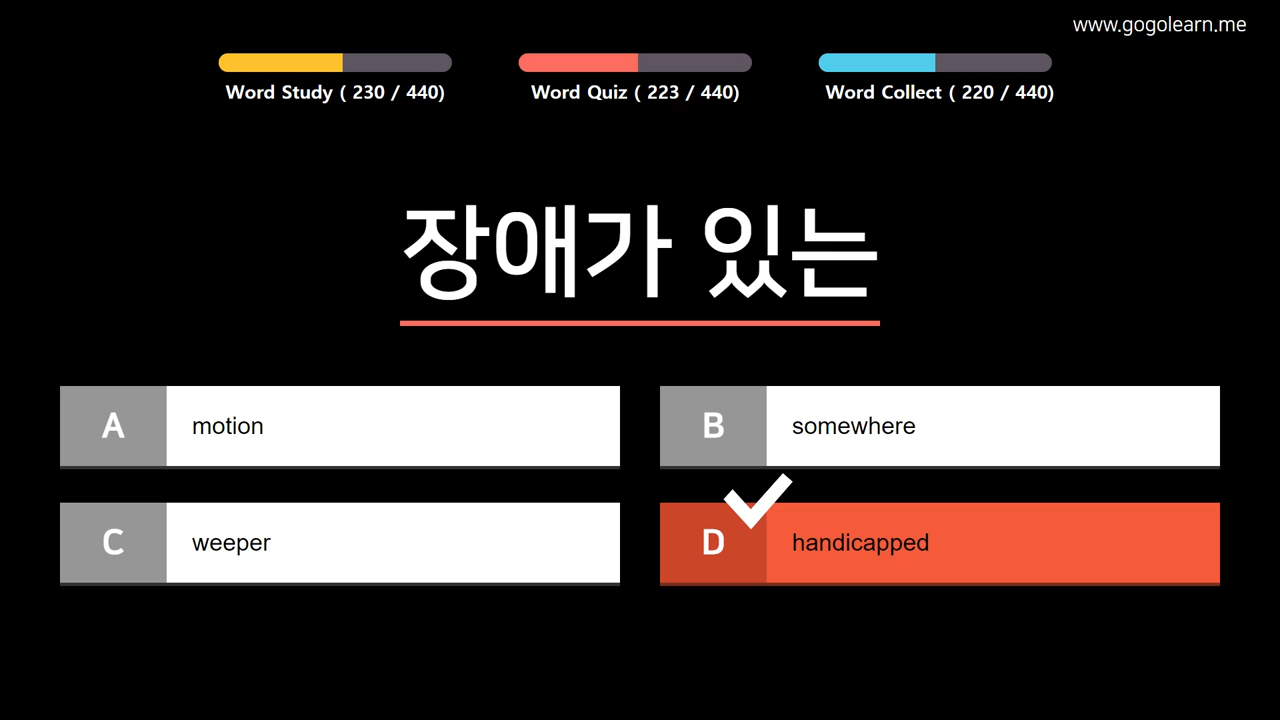 www.gogolearn.me
Word Study ( 230 / 440)
Word Quiz ( 223 / 440)
Word Collect ( 220 / 440)
장애가 있는
A motion
B somewhere
C weeper
D handicapped